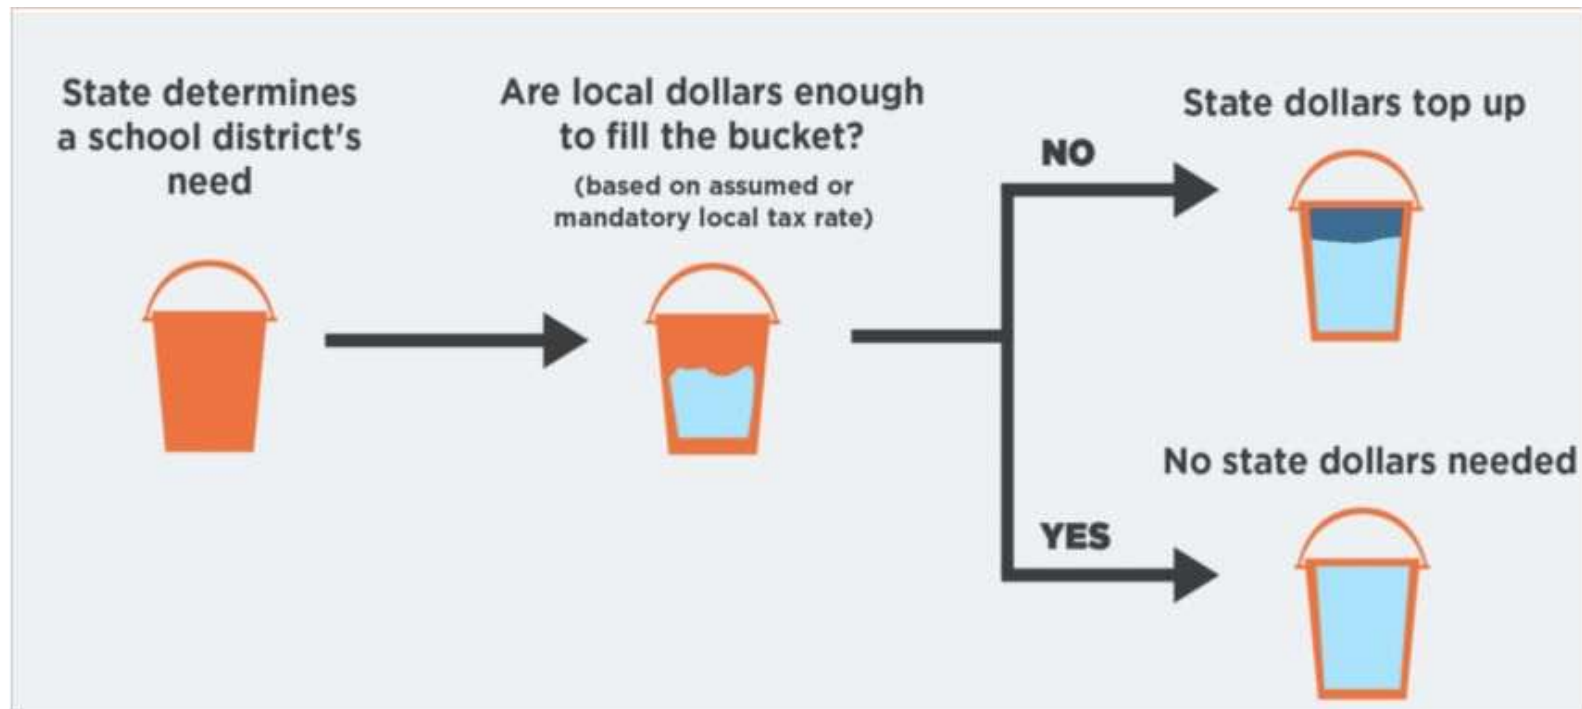 State determines
a school district's
need
Are local dollars enough
to fill the bucket?
(based on assumed or
mandatory local tax rate)
NO
State dollars top up
YES
No state dollars needed